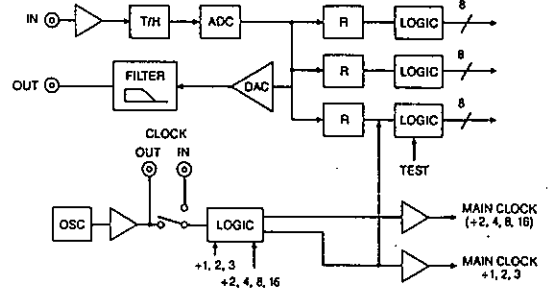 IN
T/H
ADC
R
LOGIC
8
OUT
FILTER
DAC
R
LOGIC
8
R
LOGIC
8
TEST
CLOCK
OUT
IN
OSC
LOGIC
+1, 2, 3
+2, 4, 8, 16
MAIN CLOCK
(+2, 4, 8, 16)
MAIN CLOCK
+1, 2, 3